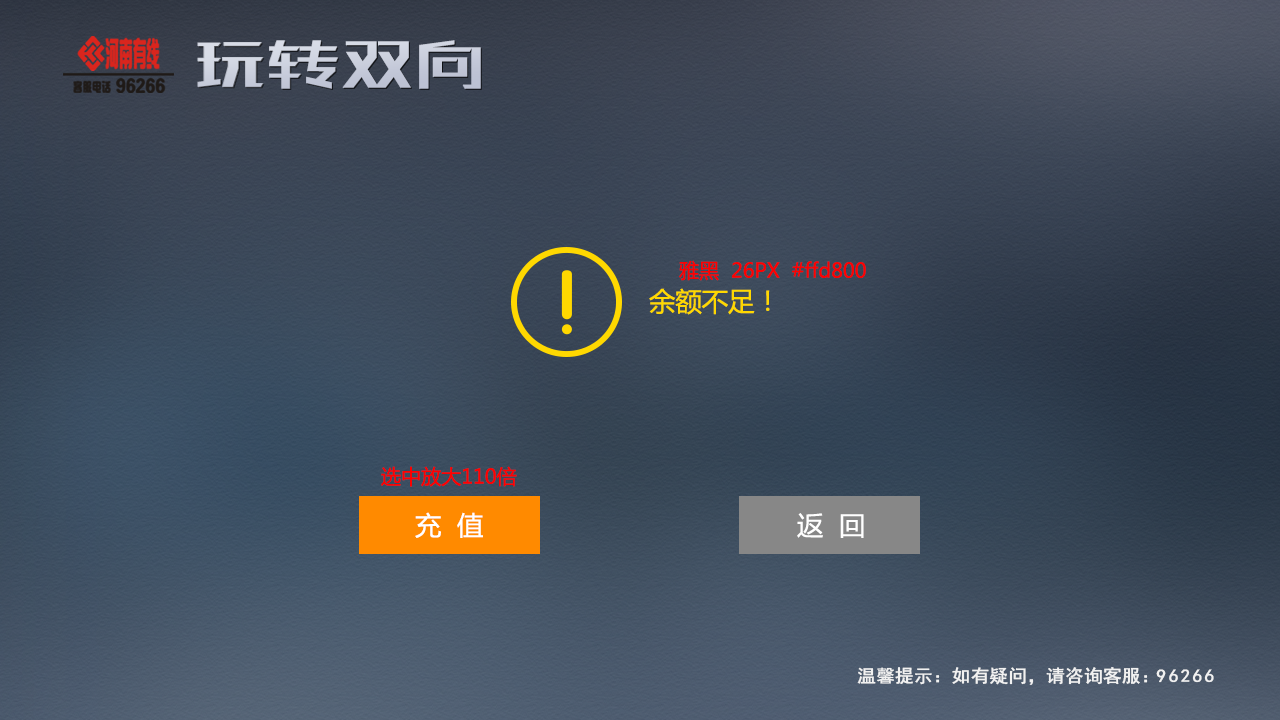 河南有线
客服电话 96266
玩转双向
雅黑 26PX #ffd800
余额不足！
选中放大110倍
充 值
返 回
温馨提示：如有疑问，请咨询客服：96266